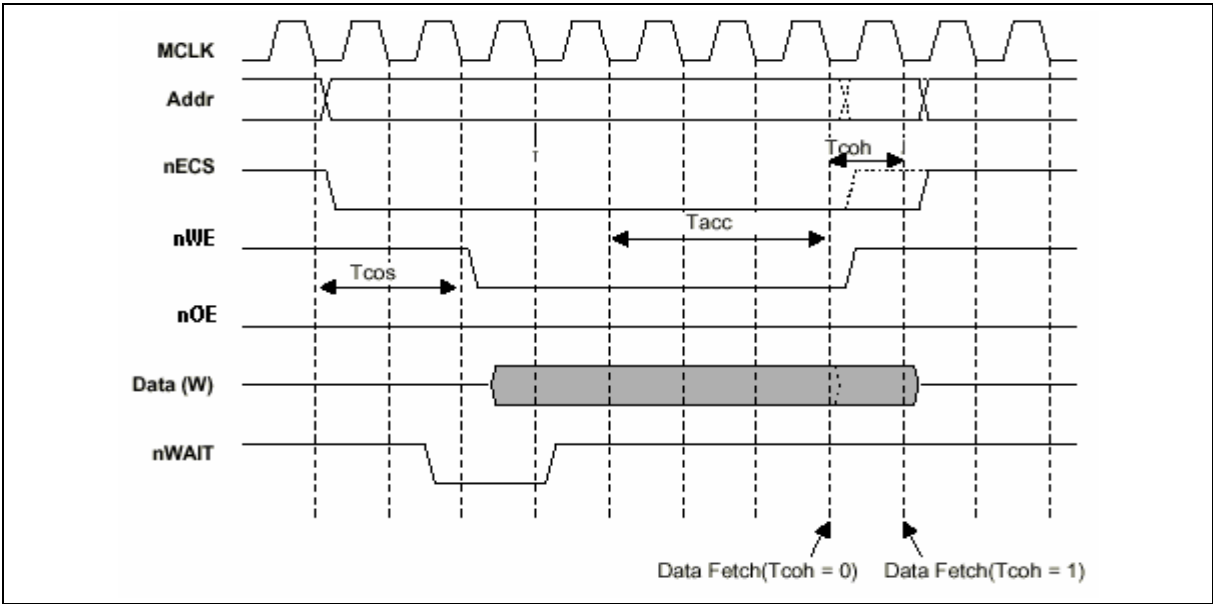 MCLK
Addr
T
Tcoh
nECS
Tacc
nWE
Tcos
nOE
Data (W)
nWAIT
Data Fetch(Tcoh = 0) Data Fetch(Tcoh = 1)